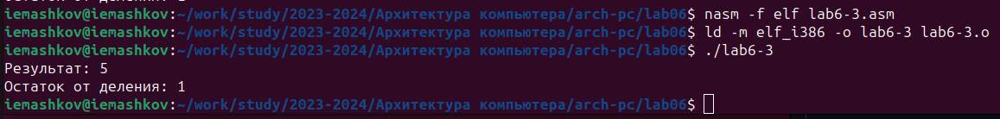 iemashkov@iemashkov:~/work/study/2023-2024/Архитектура компьютера/arch-pc/lab06$ nasm -f elf lab6-3.asm
iemashkov@iemashkov:~/work/study/2023-2024/Архитектура компьютера/arch-pc/lab06$ ld -m elf_i386 -o lab6-3 lab6-3.o
iemashkov@iemashkov:~/work/study/2023-2024/Архитектура компьютера/arch-pc/lab06$ ./lab6-3
Результат: 5
Остаток от деления: 1
iemashkov@iemashkov:~/work/study/2023-2024/Архитектура компьютера/arch-pc/lab06$